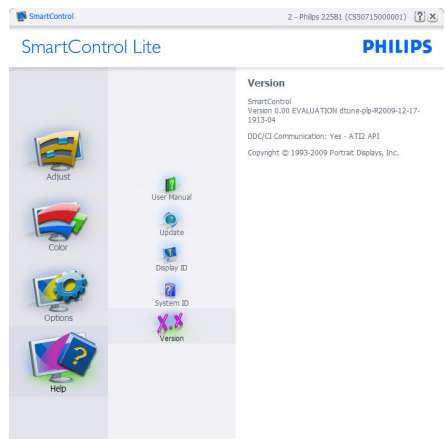 SmartControl
2 - Philips 225B1 (CS30715000001)
SmartControl Lite
PHILIPS
Adjust
Color
Options
Help
User Manual
Update
Display ID
System ID
X.X
Version
Version
SmartControl
Version 0.00 EVALUATION dtune-plp-R2009-12-17-
1913-04
DDC/CI Communication: Yes - ATI2 API
Copyright © 1993-2009 Portrait Displays, Inc.